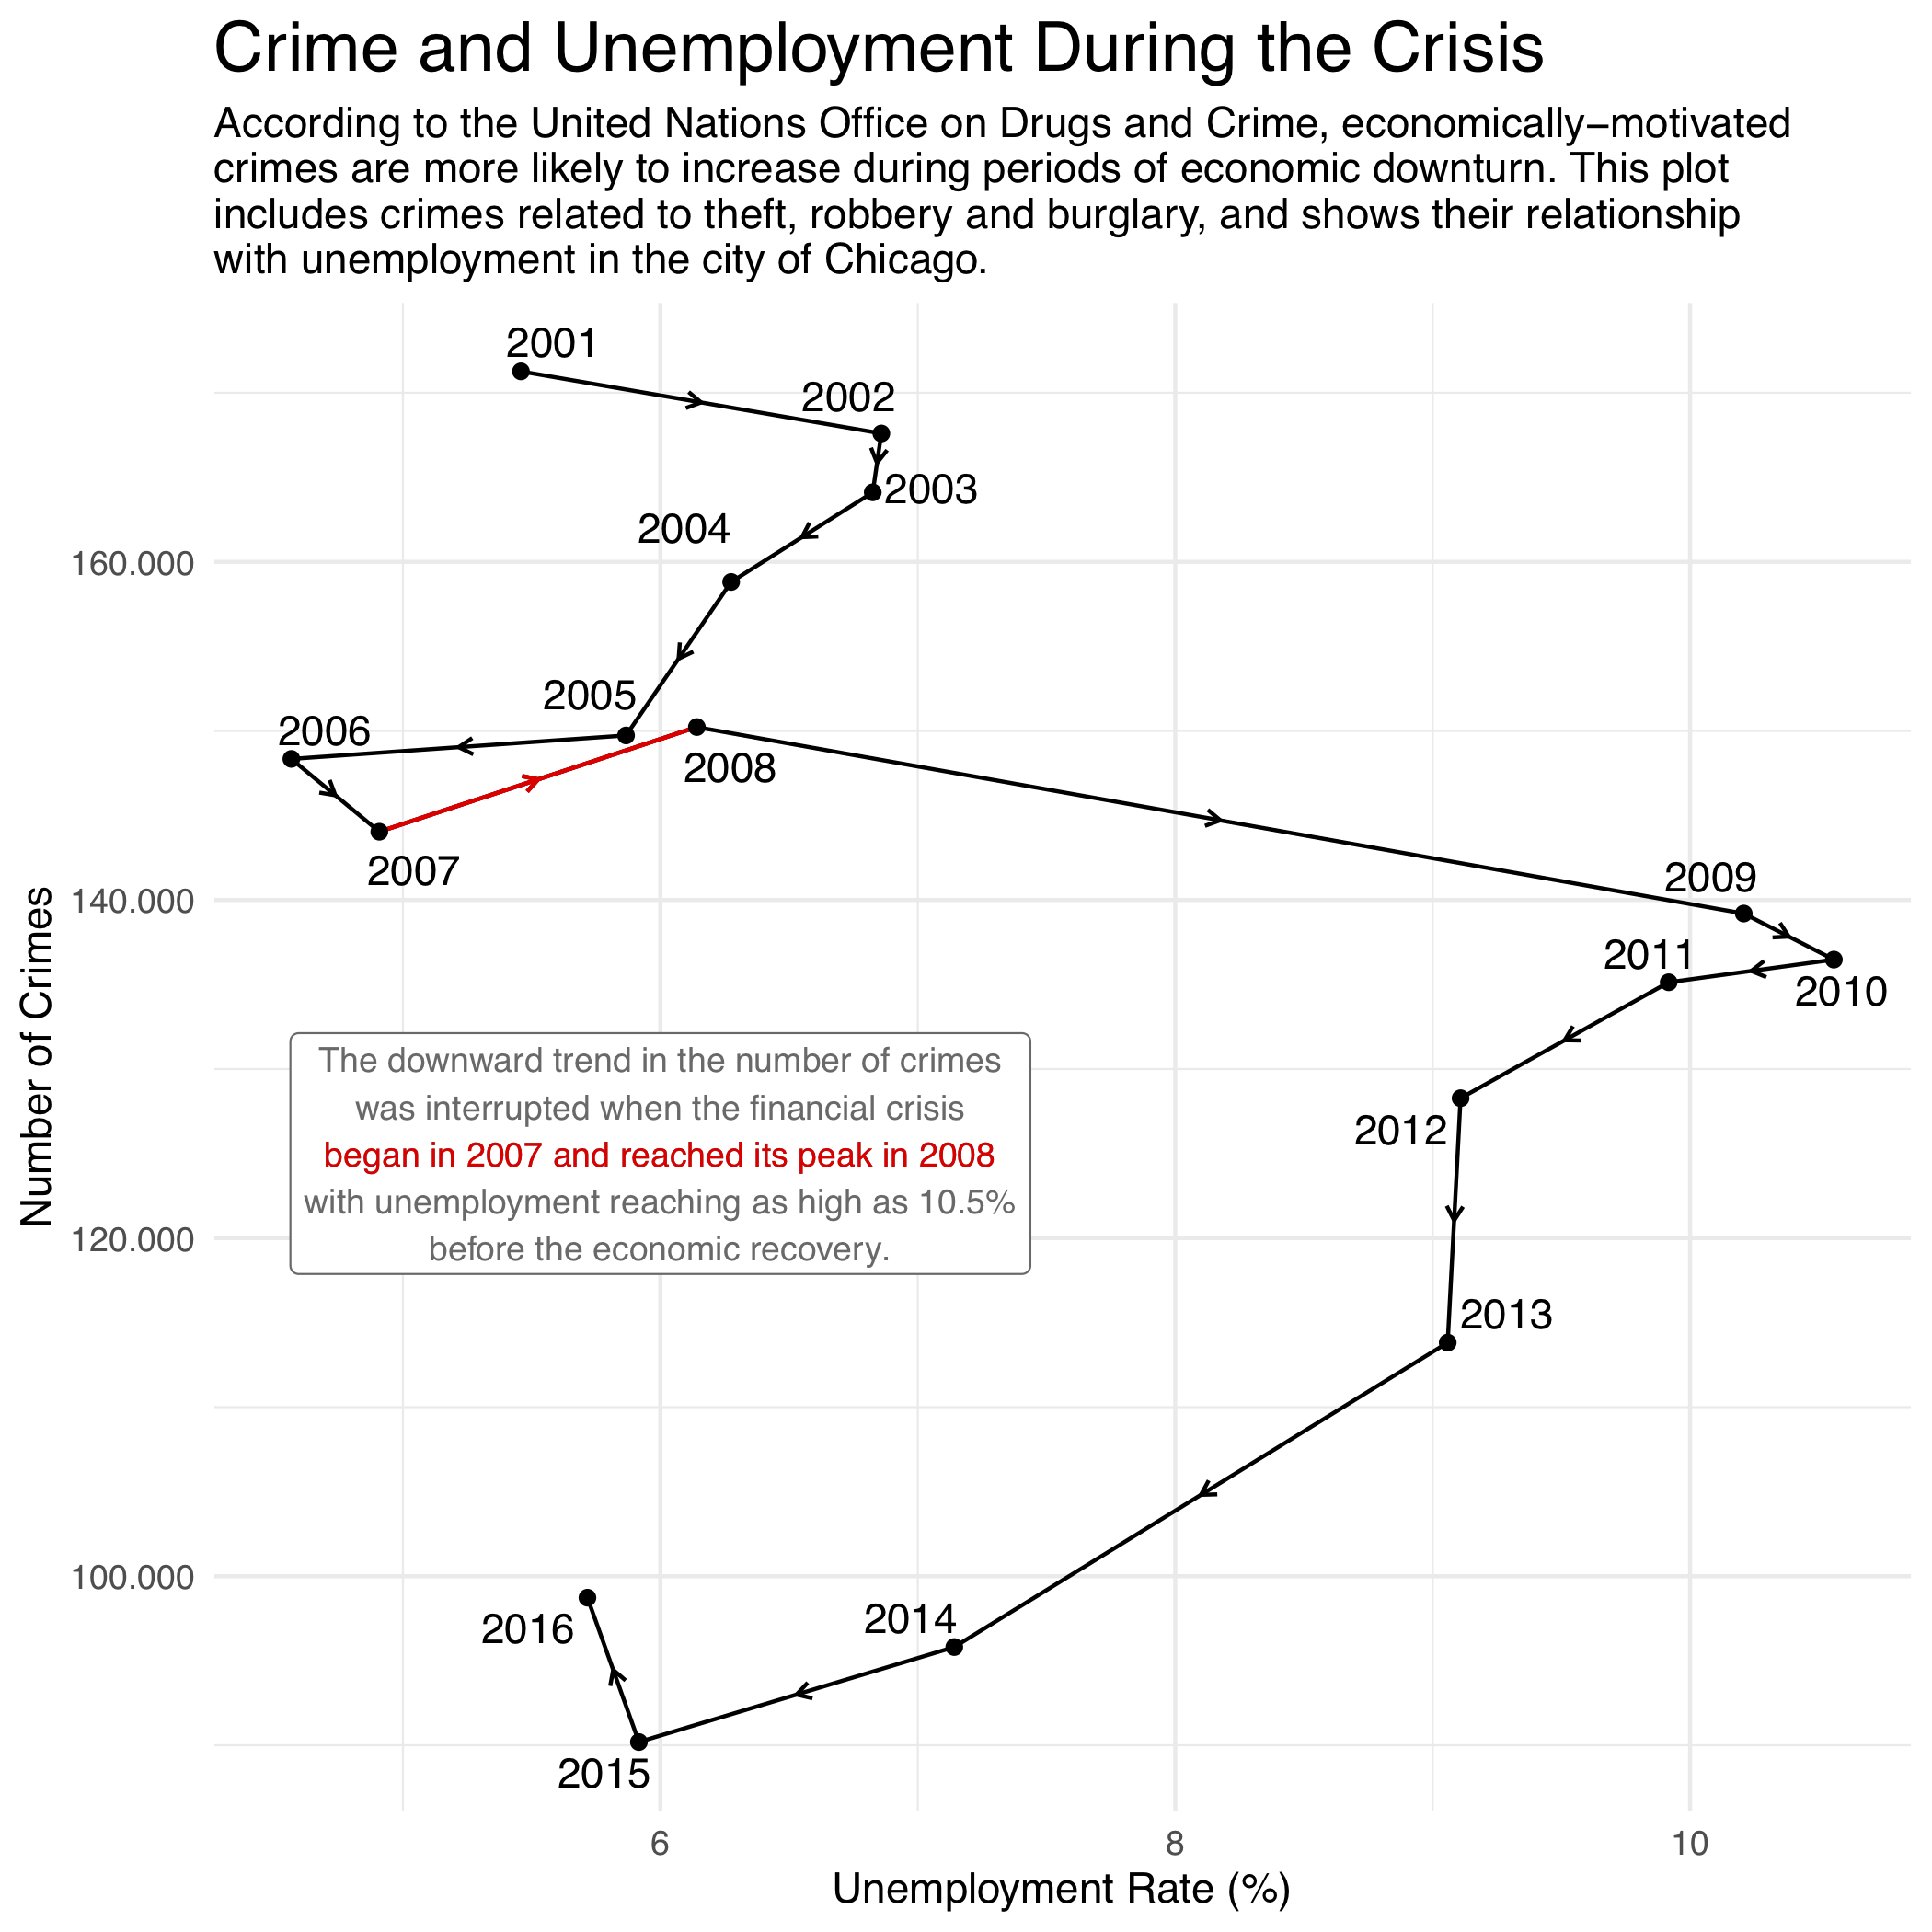 Crime and Unemployment During the Crisis
According to the United Nations Office on Drugs and Crime, economically−motivated
crimes are more likely to increase during periods of economic downturn. This plot
includes crimes related to theft, robbery and burglary, and shows their relationship
with unemployment in the city of Chicago.
2001
2002
2003
2004
160.000
2005
2006
2008
2007
2009
140.000
2011
2010
Number of Crimes
The downward trend in the number of crimes
was interrupted when the financial crisis
began in 2007 and reached its peak in 2008
with unemployment reaching as high as 10.5%
before the economic recovery.
2012
120.000
2013
100.000
2014
2016
2015
6
8
10
Unemployment Rate (%)